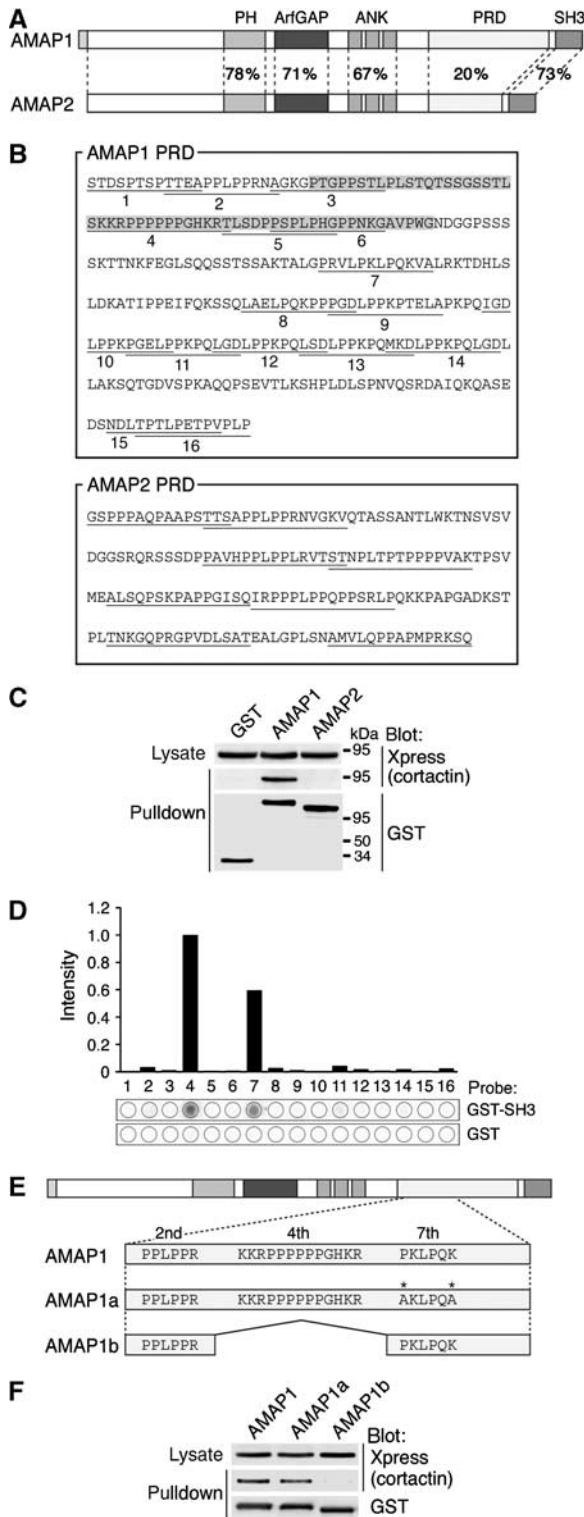 A
PH ArfGAP ANK PRD SH3
AMAP1
78% 71% 67% 20% 73%
AMAP2
B
AMAP1 PRD
STDSPTSPTTEAPPLPPRNAGKGPTGPPSTLPLSTQTSSGSSTL
1 2 3
SKKRPPPPPPGHKRTLSDPPSPLPHGPPNKGAVPWGNDGGPSSS
4 5 6
SKTTNKFEGLSQQSSTSSAKTALGPRVLPKLPQKVALRKTDHLS
7
LDKATIPPEIFQKSSQLAELPQKPPPGDLPPKPTELAPKPQIGD
8 9
LPPKPGELPPKPQLGDLPPKPQLSDLPPKPQMKDLPPKPQLGDL
10 11 12 13 14
LAKSQTGDVSPKAQQPSEVTLKSHPLDLSPNVQSRDAIQKQASE
DSNDLTPTLPETPVPLP
15 16
AMAP2 PRD
GSPPPAQPAAPSTTSAPPLPPRNVGKVQTASSANTLWKTNSVSV
DGGSRQRSSSDPPAVHPPLPPLRVTSTNPLTPTPPPPVAKTPSV
MEALSQPSKPAPPGISQIRPPPLPPQPPSRLPQKKPAPGADKST
PLTNKGQPRGPVDLSATEALGPLSNAMVLQPPAPMPRKSQ
C
GST AMAP1 AMAP2
kDa Blot:
Lysate 95 Xpress
95 (cortactin)
Pulldown
95
GST
50
34
D
1.2
1.0
0.8
0.6
0.4
0.2
0
Intensity
1 2 3 4 5 6 7 8 9 10 11 12 13 14 15 16 Probe:
GST-SH3
GST
E
2nd 4th 7th
AMAP1 PPLPPR KKRPPPPPPGHKR PKLPQK
* *
AMAP1a PPLPPR KKRPPPPPPGHKR AKLPQA
AMAP1b PPLPPR PKLPQK
F
AMAP1 AMAP1a AMAP1b
Blot:
Lysate Xpress
(cortactin)
Pulldown
GST